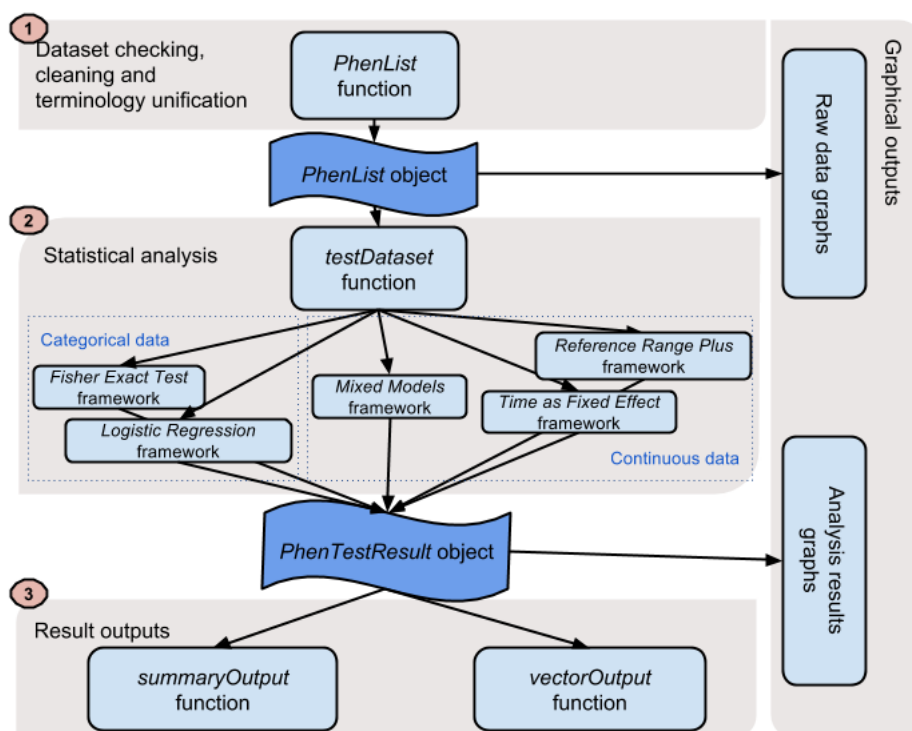 1
Dataset checking,
cleaning and
terminology unification
PhenList
function
PhenList object
Raw data graphs
Graphical outputs
2
Statistical analysis
testDataset
function
Categorical data
Fisher Exact Test
framework
Logistic Regression
framework
Mixed Models
framework
Reference Range Plus
framework
Time as Fixed Effect
framework
Continuous data
PhenTestResult object
Analysis results
graphs
3
Result outputs
summaryOutput
function
vectorOutput
function